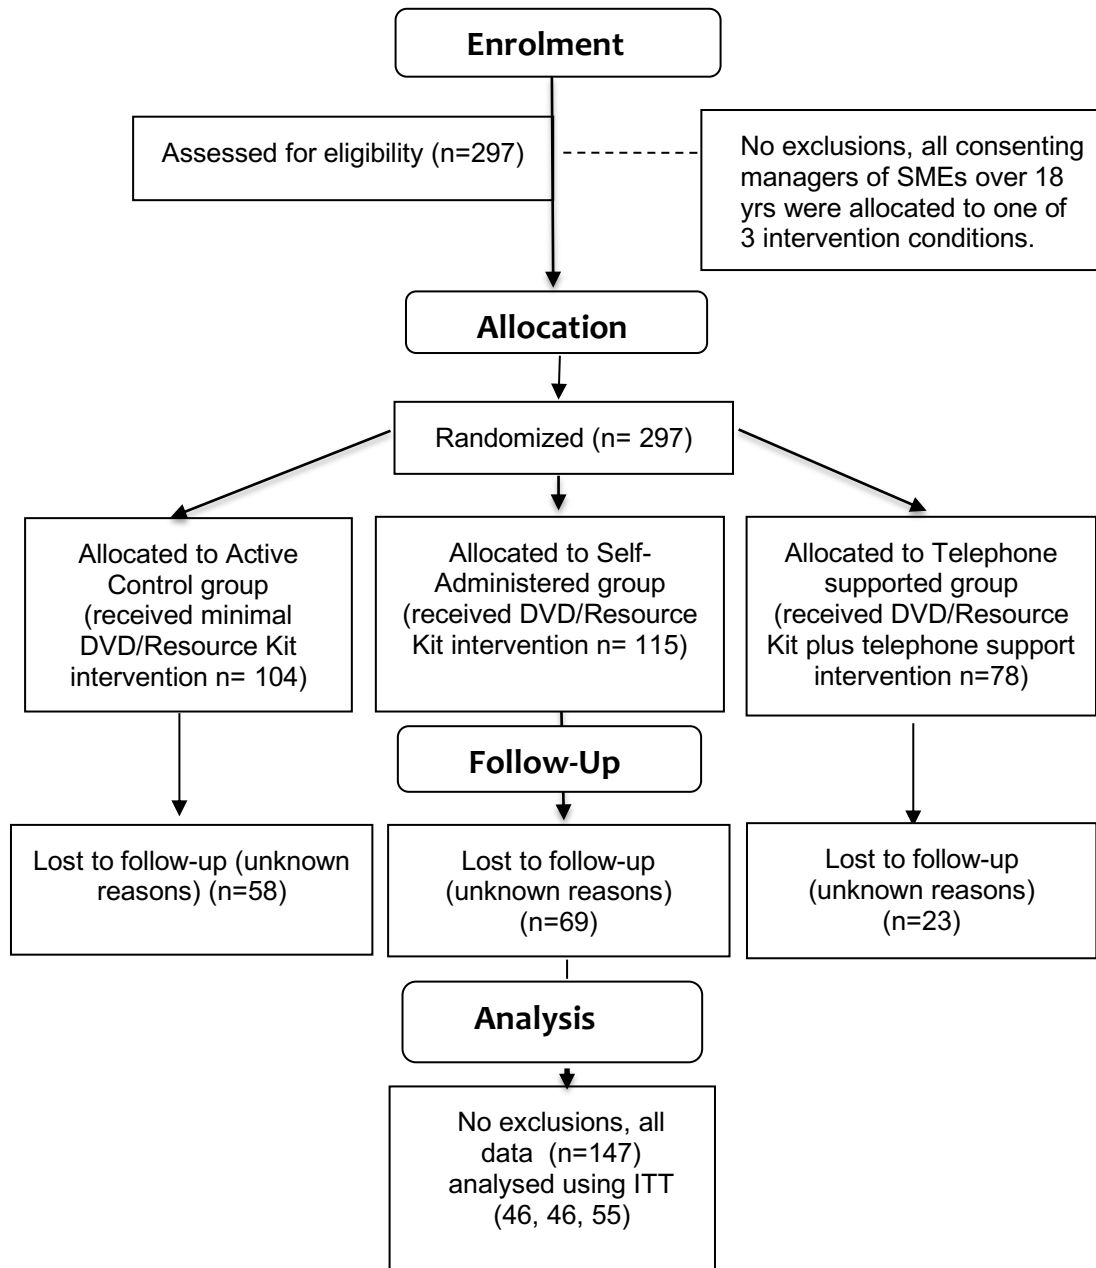 Enrolment
Assessed for eligibility (n=297)
No exclusions, all consenting
managers of SMEs over 18
yrs were allocated to one of
3 intervention conditions.
Allocation
Randomized (n= 297)
Allocated to Active
Control group
(received minimal
DVD/Resource Kit
intervention n= 104)
Allocated to Self-
Administered group
(received DVD/Resource
Kit intervention n= 115)
Allocated to Telephone
supported group
(received DVD/Resource
Kit plus telephone support
intervention n=78)
Follow-Up
Lost to follow-up (unknown
reasons) (n=58)
Lost to follow-up
(unknown reasons)
(n=69)
Lost to follow-up
(unknown reasons)
(n=23)
Analysis
No exclusions, all
data  (n=147)
analysed using ITT
(46, 46, 55)